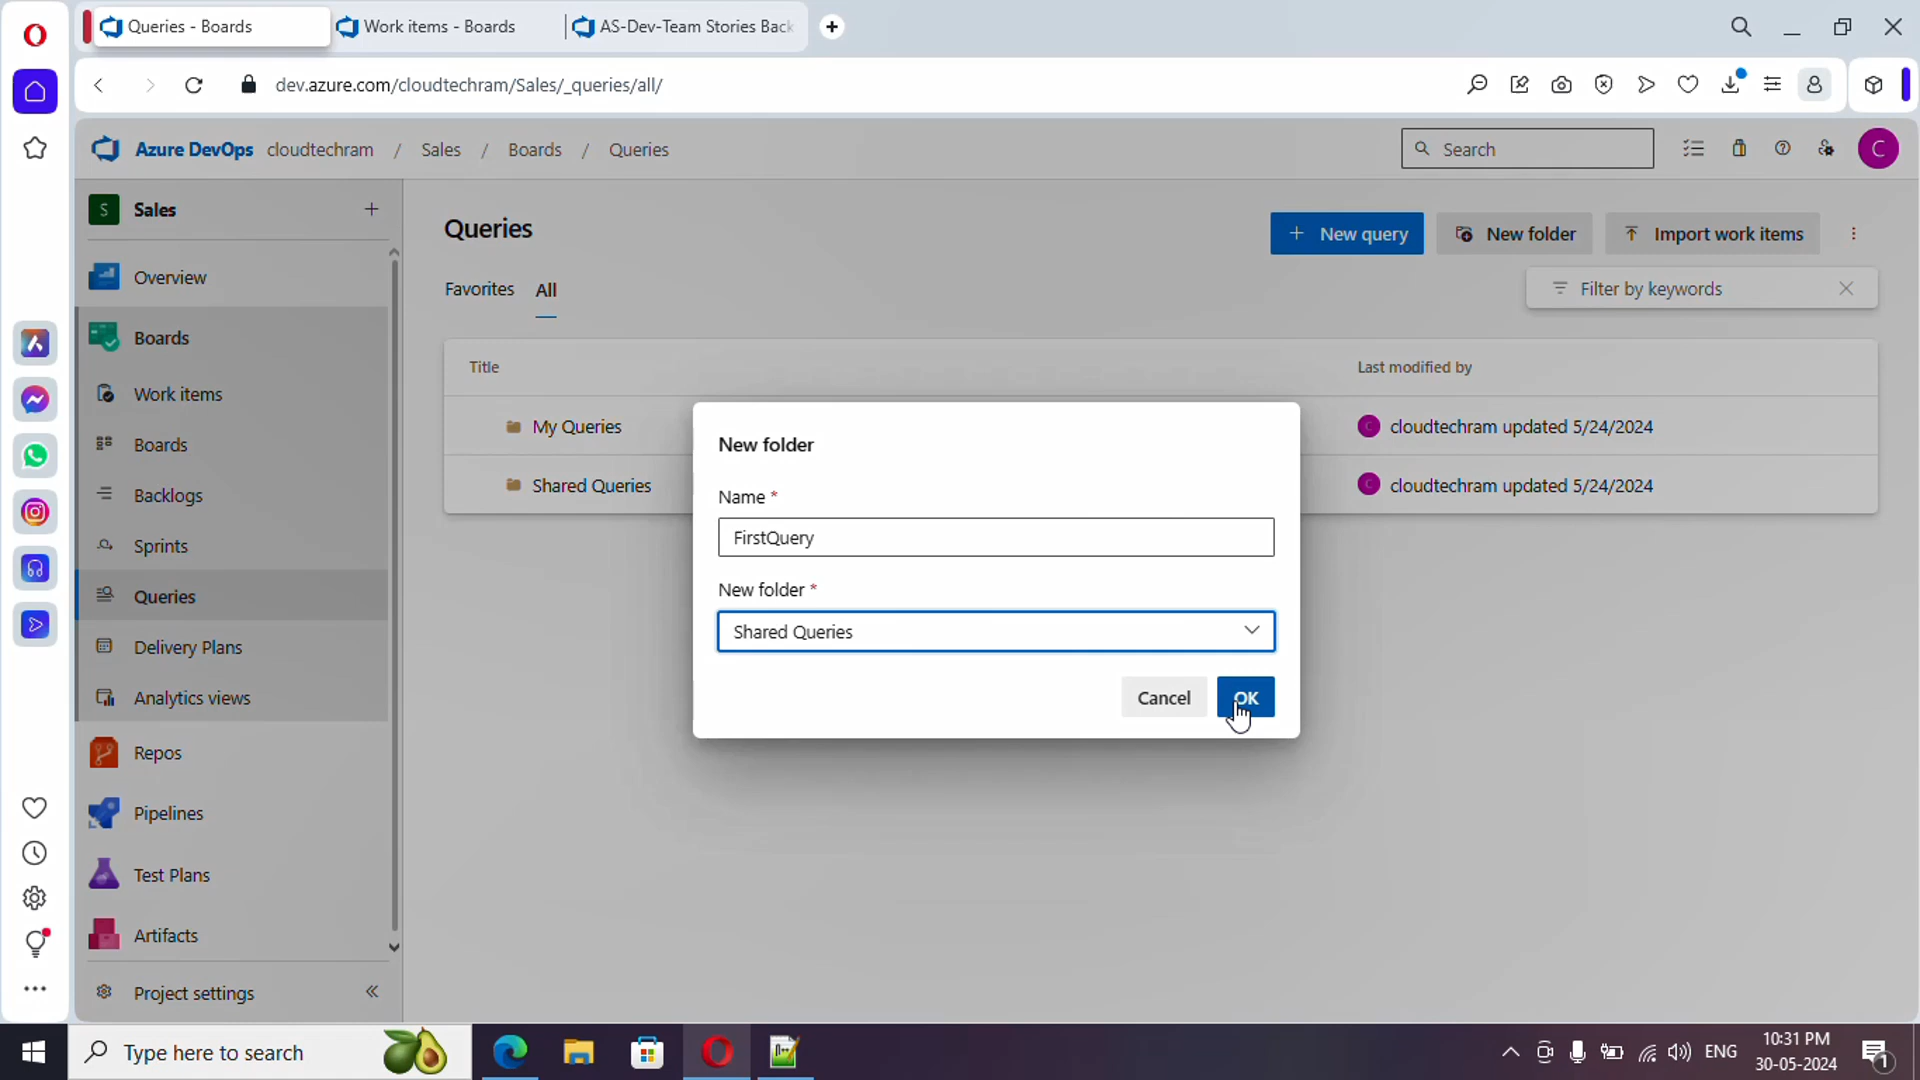 Queries - Boards
Work items - Boards
AS-Dev-Team Stories Back
dev.azure.com/cloudtechram/Sales/_queries/all/
Azure DevOps cloudtechram / Sales / Boards / Queries
Search
C
S Sales
Overview
Boards
Work items
Boards
Backlogs
Sprints
Queries
Delivery Plans
Analytics views
Repos
Pipelines
Test Plans
Artifacts
Project settings
Queries
New query
New folder
Import work items
Favorites All
Filter by keywords
Title
Last modified by
My Queries
C cloudtechram updated 5/24/2024
Shared Queries
C cloudtechram updated 5/24/2024
New folder
Name *
FirstQuery
New folder *
Shared Queries
Cancel
OK
Type here to search
ENG
10:31 PM
30-05-2024
1